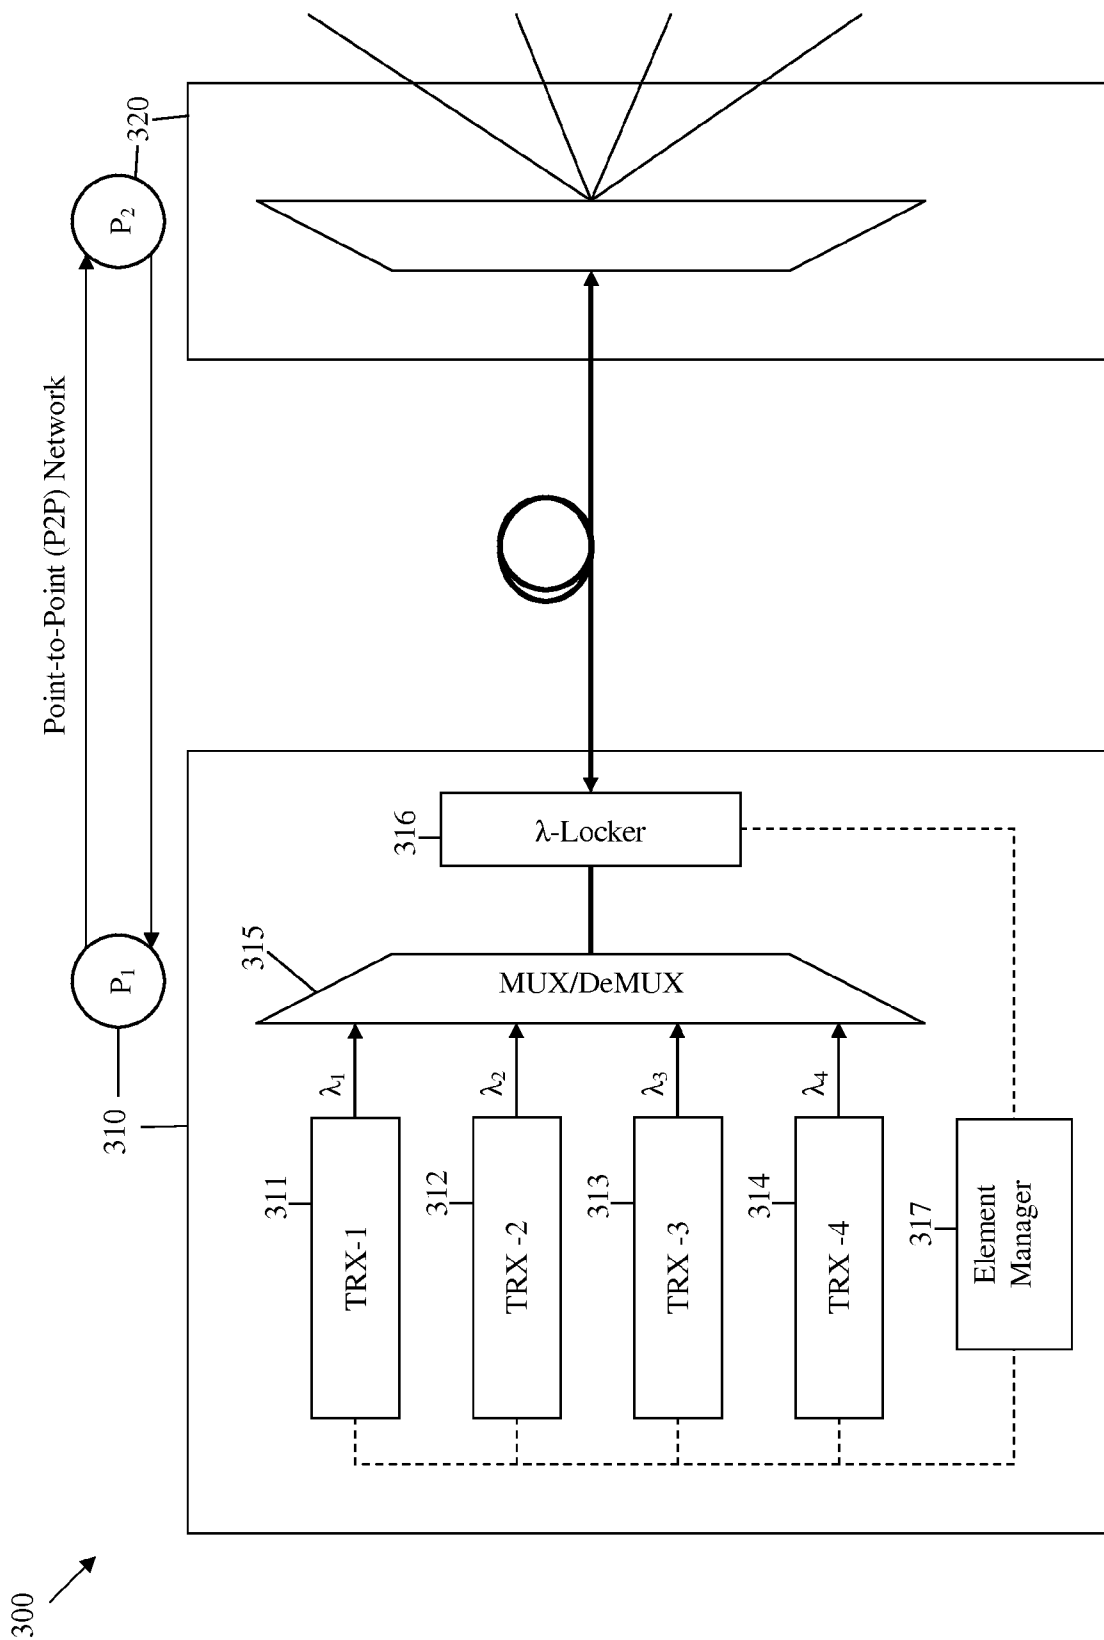 300
Point-to-Point (P2P) Network
310
P1
P2
320
311
TRX-1
λ1
312
TRX -2
λ2
313
TRX -3
λ3
314
TRX -4
λ4
315
MUX/DeMUX
316
λ-Locker
317
Element
Manager